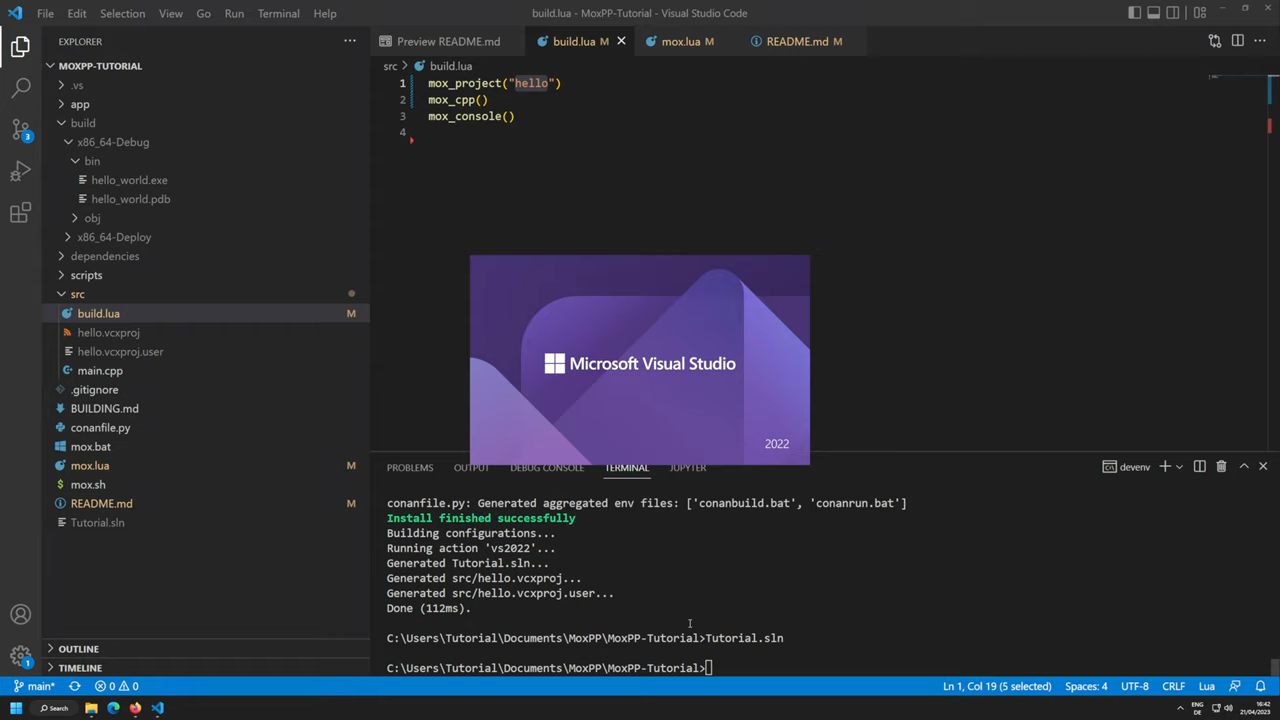 File Edit Selection View Go Run Terminal Help
build.lua - MoxPP-Tutorial - Visual Studio Code
EXPLORER
Preview README.md
build.lua M
mox.lua M
README.md M
MOXPP-TUTORIAL
src > build.lua
.vs
app
build
x86_64-Debug
bin
hello_world.exe
hello_world.pdb
obj
x86_64-Deploy
dependencies
scripts
src
build.lua M
hello.vcxproj
hello.vcxproj.user
main.cpp
.gitignore
BUILDING.md
conanfile.py
mox.bat
mox.lua M
mox.sh
README.md M
Tutorial.sln
OUTLINE
TIMELINE
3
1
1 mox_project("hello")
2 mox_cpp()
3 mox_console()
4
Microsoft Visual Studio
2022
PROBLEMS OUTPUT DEBUG CONSOLE TERMINAL JUPYTER
devenv
conanfile.py: Generated aggregated env files: ['conanbuild.bat', 'conanrun.bat']
Install finished successfully
Building configurations...
Running action 'vs2022'...
Generated Tutorial.sln...
Generated src/hello.vcxproj...
Generated src/hello.vcxproj.user...
Done (112ms).
C:\Users\Tutorial\Documents\MoxPP\MoxPP-Tutorial>Tutorial.sln
C:\Users\Tutorial\Documents\MoxPP\MoxPP-Tutorial>
main* 0 0
Ln 1, Col 19 (5 selected) Spaces: 4 UTF-8 CRLF Lua
Search
ENG
DE
16:42
21/04/2023